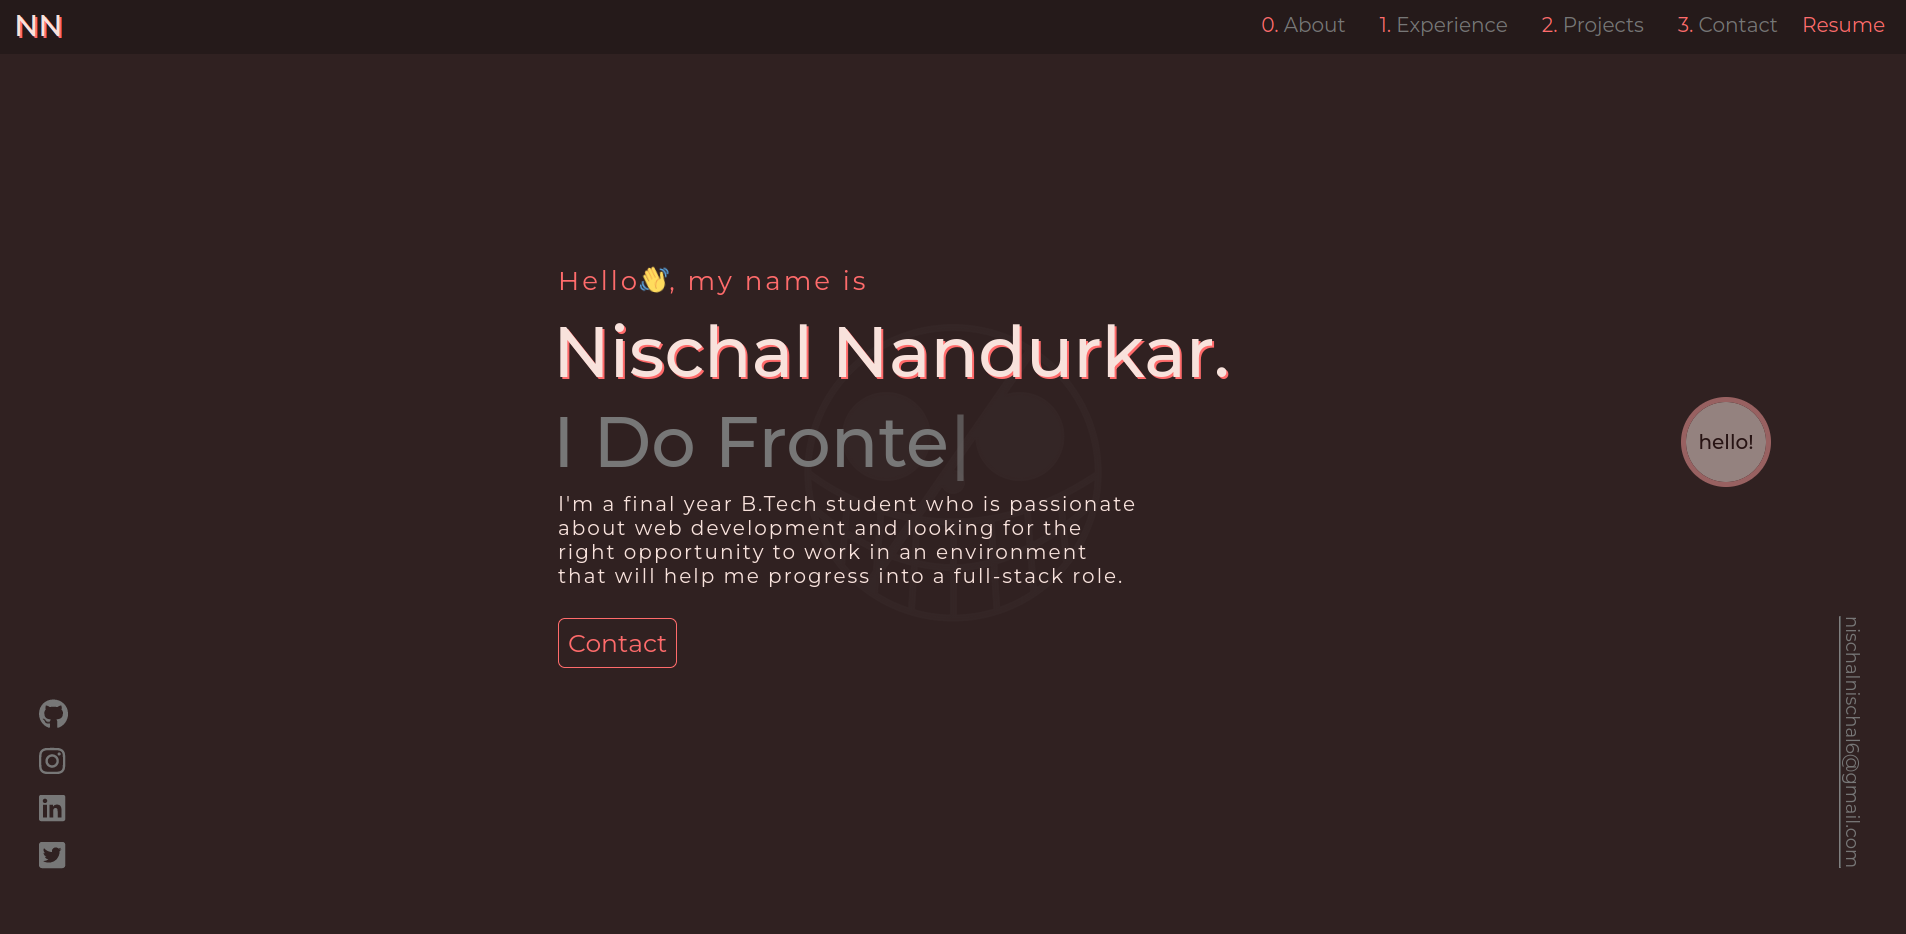 NN
0. About 1. Experience 2. Projects 3. Contact Resume
Hello👋, my name is
Nischal Nandurkar.
I Do Fronte|
I'm a final year B.Tech student who is passionate
about web development and looking for the
right opportunity to work in an environment
that will help me progress into a full-stack role.
Contact
hello!
nischalnischal6@gmail.com